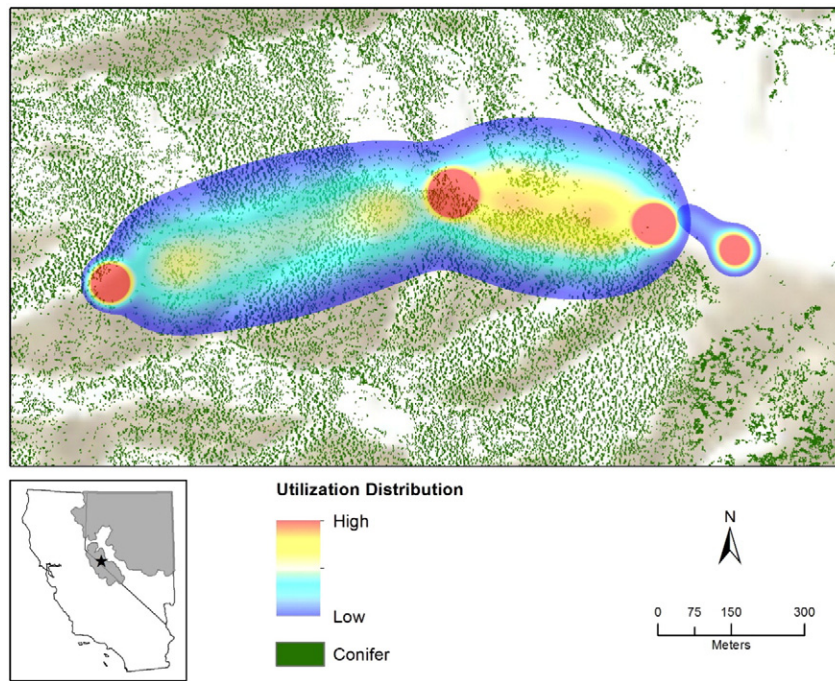 Utilization Distribution
High
Low
Conifer
N
0 75 150 300
Meters